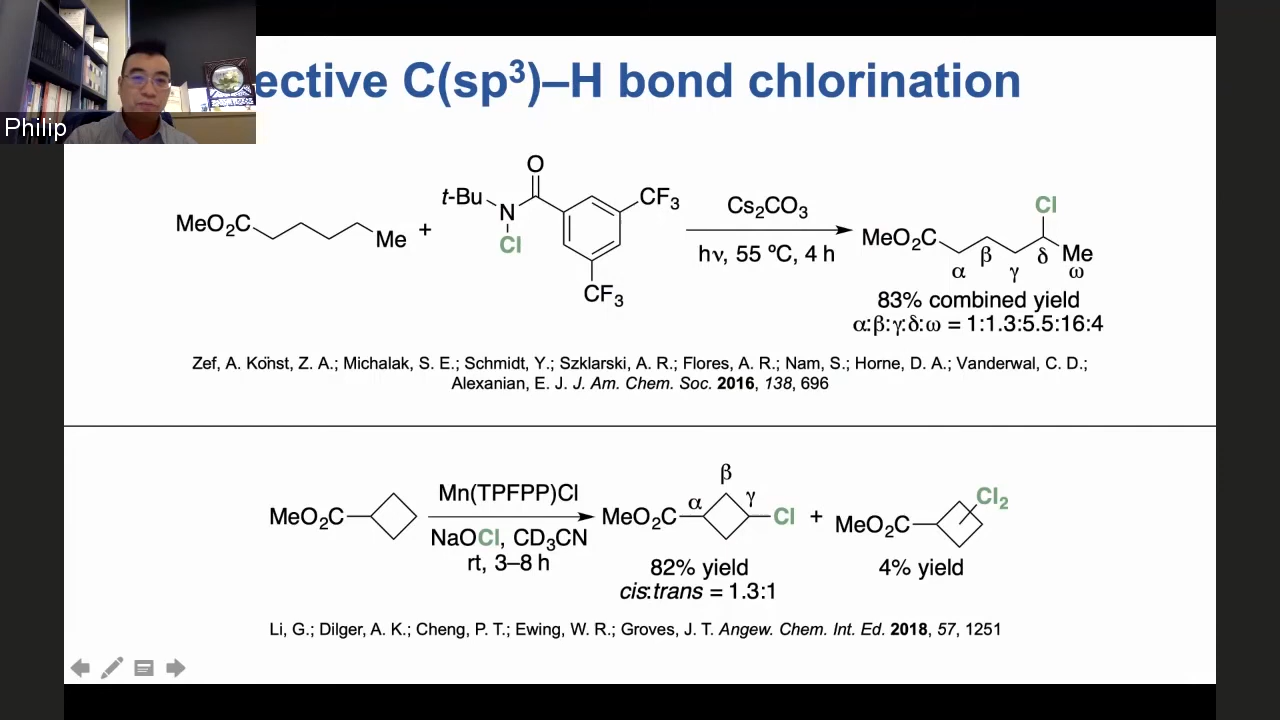 ective C(sp³)–H bond chlorination
Philip
O
t-Bu
N
Cl
CF₃
CF₃
MeO₂C
Me
+
Cs₂CO₃
hν, 55 ºC, 4 h
Cl
MeO₂C
α
β
γ
δ
Me
ω
83% combined yield
α:β:γ:δ:ω = 1:1.3:5.5:16:4
Zef, A. Kön̈st, Z. A.; Michalak, S. E.; Schmidt, Y.; Szklarski, A. R.; Flores, A. R.; Nam, S.; Horne, D. A.; Vanderwal, C. D.;
Alexanian, E. J. J. Am. Chem. Soc. 2016, 138, 696
MeO₂C
Mn(TPFPP)Cl
NaOCl, CD₃CN
rt, 3–8 h
β
α
γ
MeO₂C
Cl
82% yield
cis:trans = 1.3:1
+
MeO₂C
Cl₂
4% yield
Li, G.; Dilger, A. K.; Cheng, P. T.; Ewing, W. R.; Groves, J. T. Angew. Chem. Int. Ed. 2018, 57, 1251